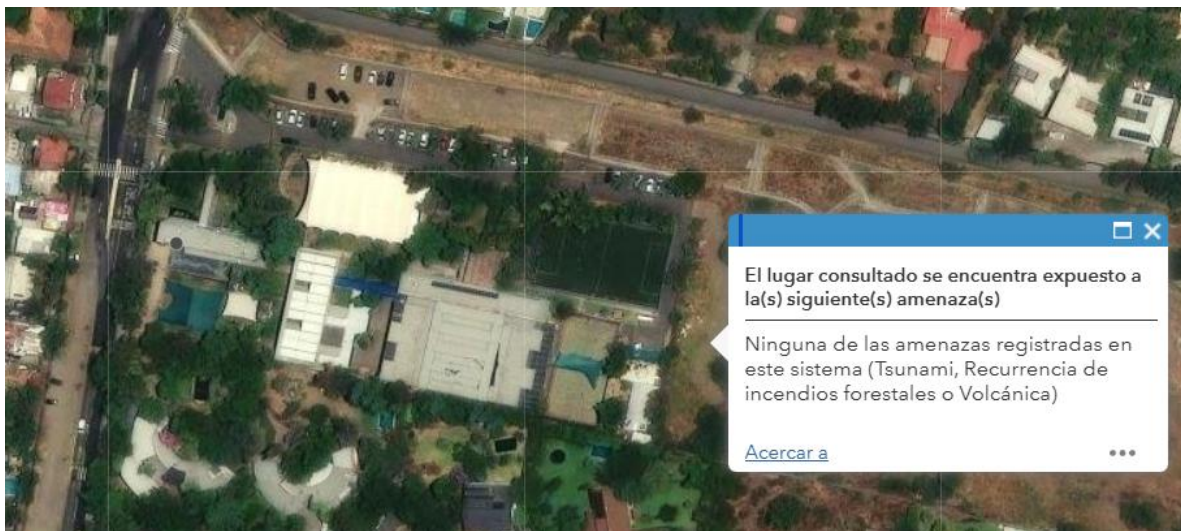 El lugar consultado se encuentra expuesto a
la(s) siguiente(s) amenaza(s)
Ninguna de las amenazas registradas en
este sistema (Tsunami, Recurrencia de
incendios forestales o Volcánica)
Acercar a